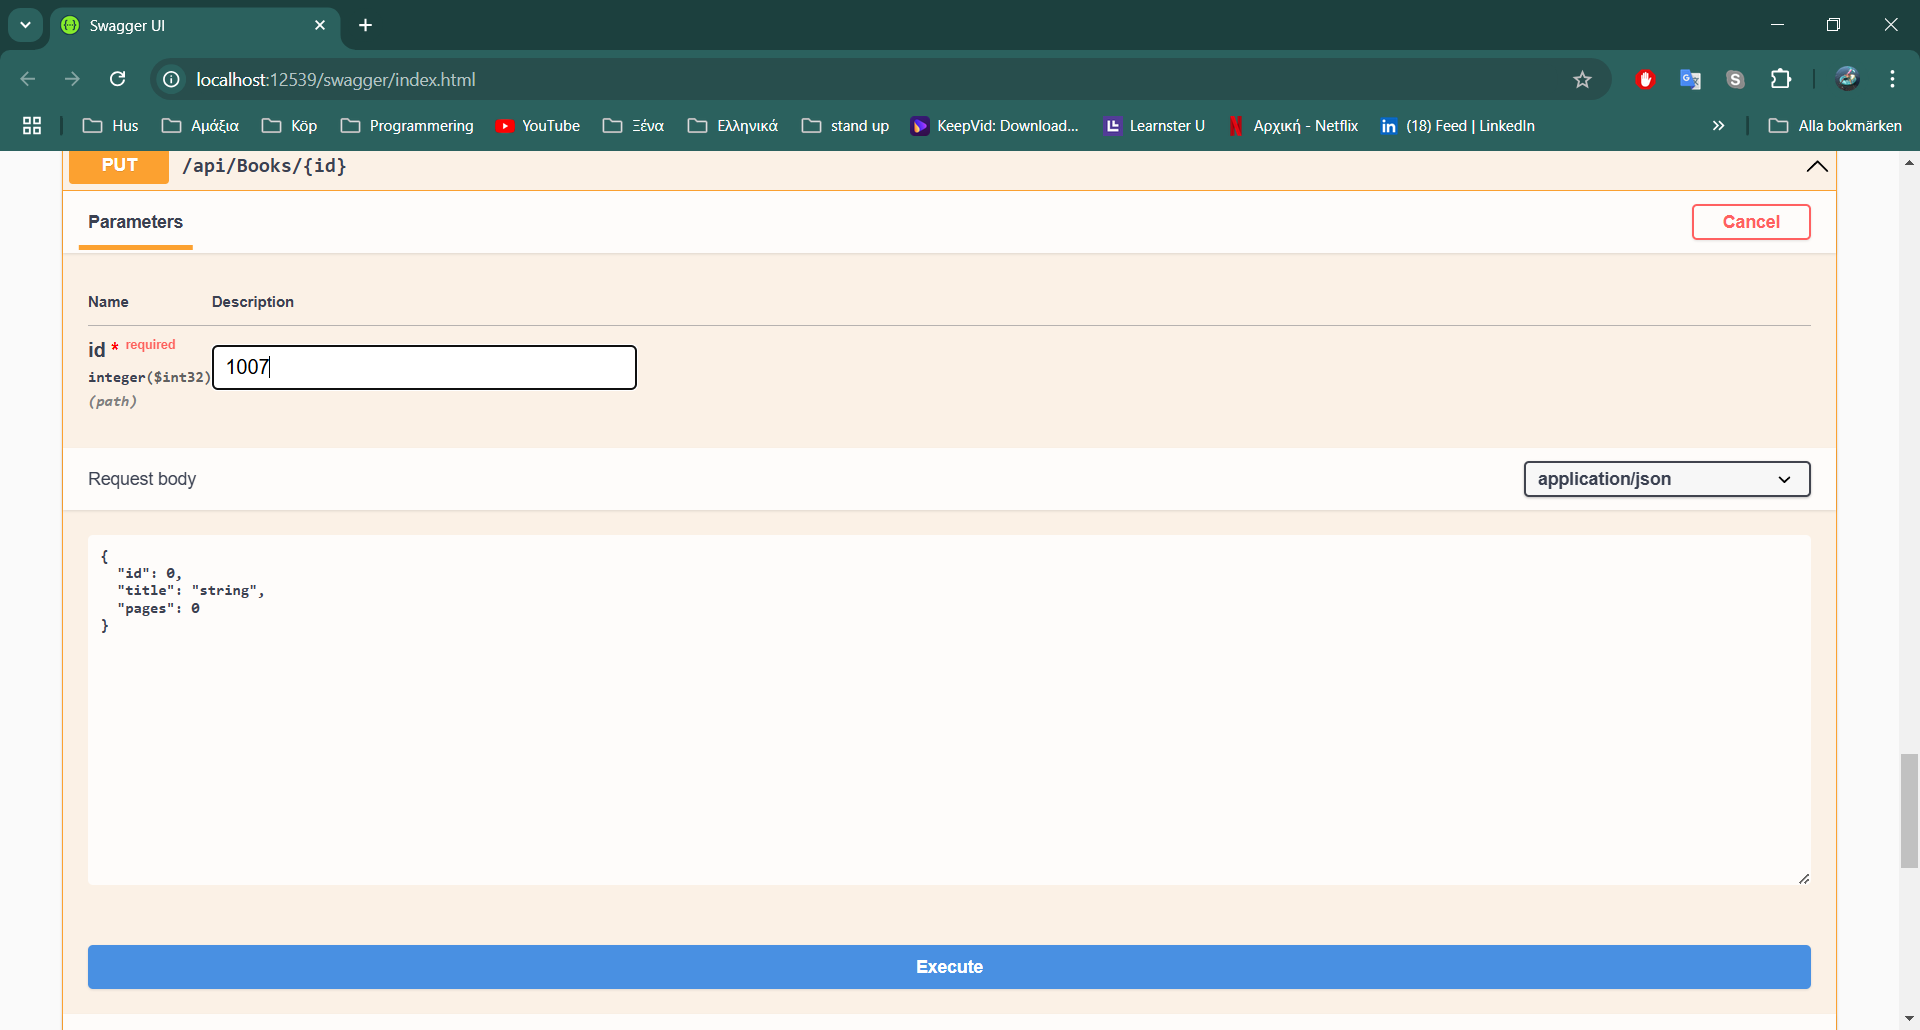 Swagger UI
localhost:12539/swagger/index.html
Hus Αμάξια Köp Programmering YouTube Ξένα Ελληνικά stand up KeepVid: Download... Learnster U Αρχική - Netflix (18) Feed | LinkedIn Alla bokmärken
PUT /api/Books/{id}
Parameters Cancel
Name Description
id * required
1007
integer($int32)
(path)
Request body application/json
{
"id": 0,
"title": "string",
"pages": 0
}
Execute